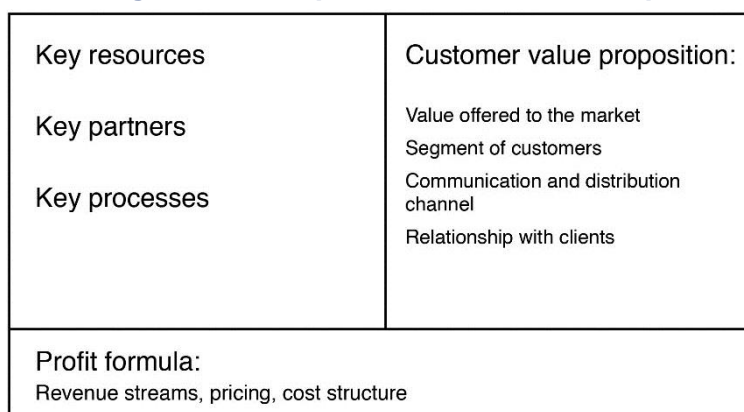 Key resources
Key partners
Key processes
Customer value proposition:
Value offered to the market
Segment of customers
Communication and distribution
channel
Relationship with clients
Profit formula:
Revenue streams, pricing, cost structure